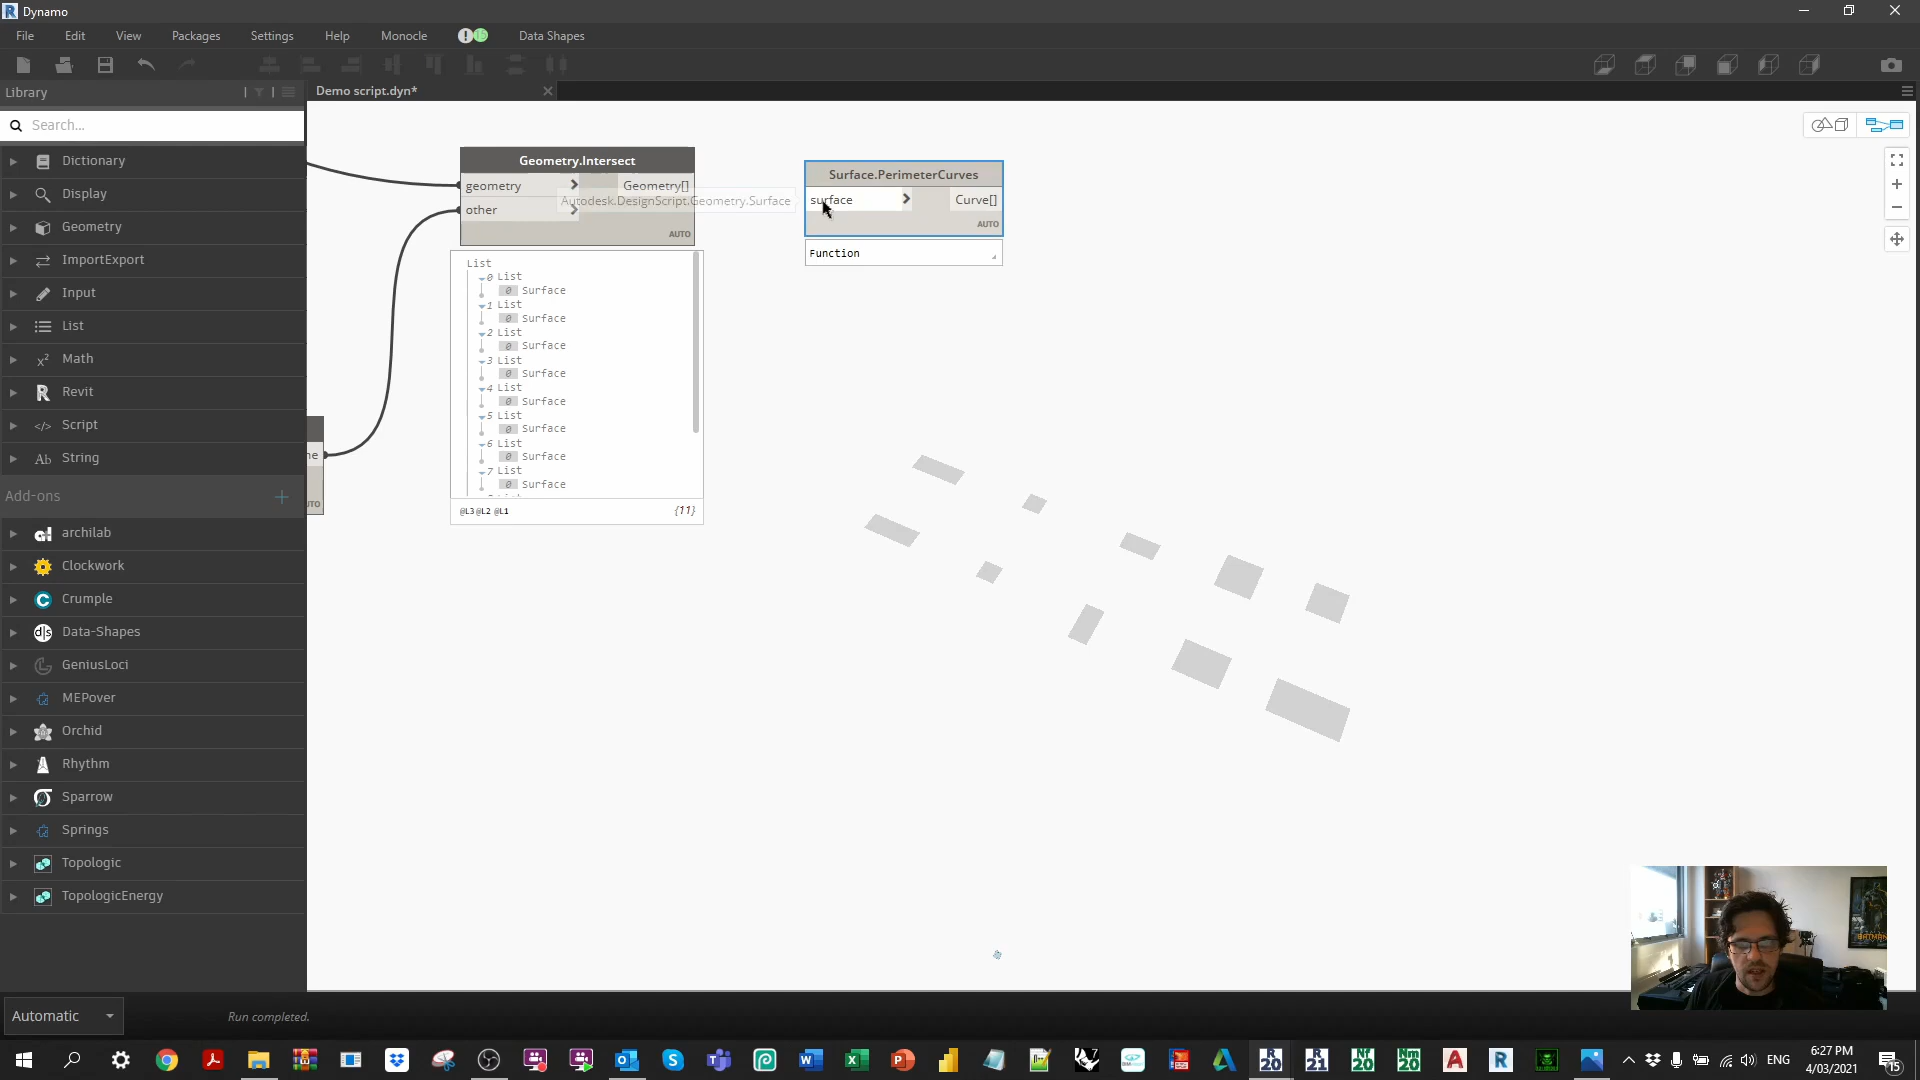 Dynamo
File Edit View Packages Settings Help Monocle Data Shapes
Library
Demo script.dyn*
Search...
Dictionary
Display
Geometry
ImportExport
Input
List
Math
Revit
Script
String
Add-ons
archilab
Clockwork
Crumple
Data-Shapes
GeniusLoci
MEPover
Orchid
Rhythm
Sparrow
Springs
Topologic
TopologicEnergy
Geometry.Intersect
geometry > Geometry[]
other >
AUTO
Autodesk.DesignScript.Geometry.Surface
List
0 List
0 Surface
1 List
0 Surface
2 List
0 Surface
3 List
0 Surface
4 List
0 Surface
5 List
0 Surface
6 List
0 Surface
7 List
0 Surface
@L3 @L2 @L1 {11}
Surface.PerimeterCurves
surface > Curve[]
AUTO
Function
ne
UTO
Automatic
Run completed.
ENG
6:27 PM
4/03/2021
15